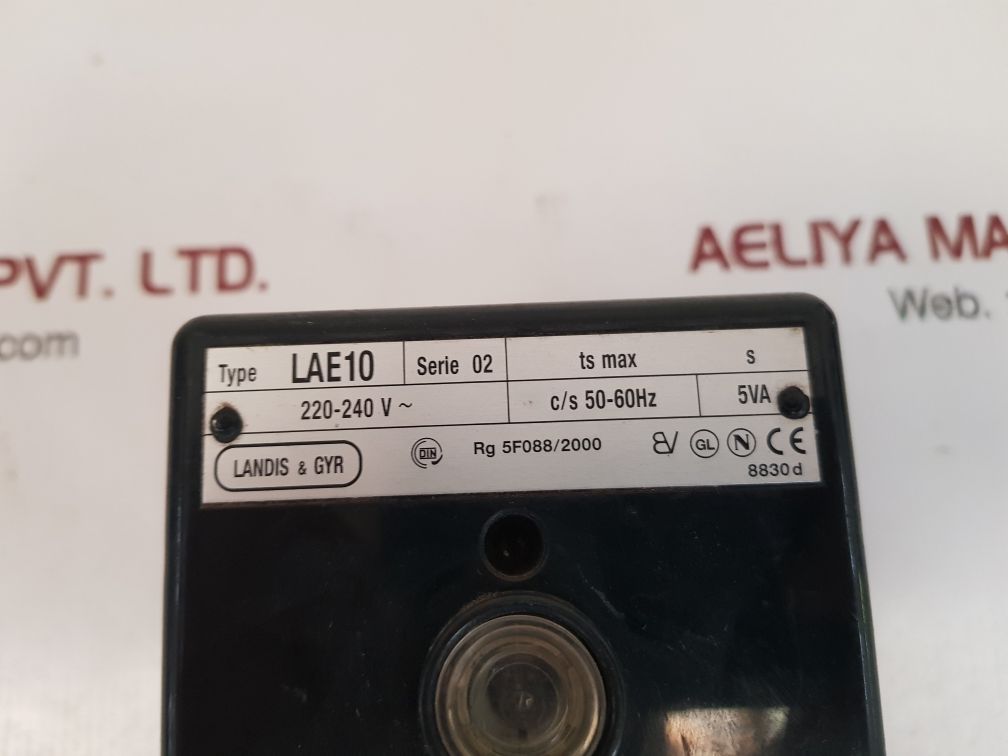 PVT. LTD.
com
AELIYA MA
Web.
Type LAE10 Serie 02 ts max s
220-240 V ~ c/s 50-60Hz 5VA
LANDIS & GYR DIN Rg 5F088/2000 GL N CE
8830 d